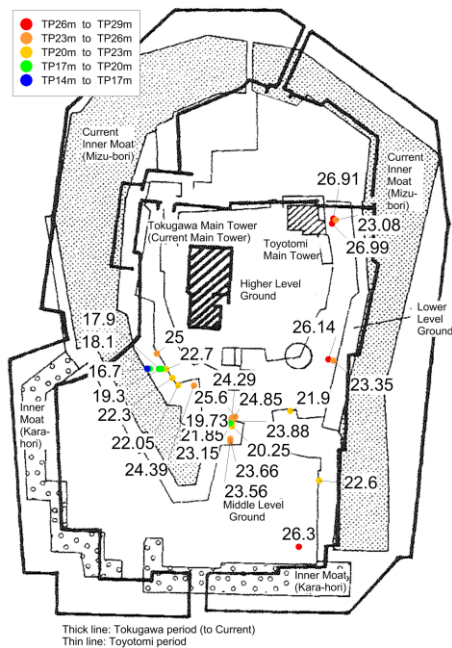 TP26m to TP29m
TP23m to TP26m
TP20m to TP23m
TP17m to TP20m
TP14m to TP17m
Current
Inner Moat
(Mizu-bori)
Current
Inner Moat
(Mizu-
bori)
26.91
Tokugawa Main Tower
(Current Main Tower)
23.08
Toyotomi
Main Tower
26.99
Higher Level
Ground
Lower
Level
Ground
17.9
18.1
25
22.7
26.14
16.7
19.3
22.3
24.29
25.6
24.85
21.9
23.35
Inner
Moat
(Kara-
hori)
22.05
24.39
19.73
21.85
23.15
23.88
20.25
23.66
23.56
22.6
Middle Level
Ground
26.3
Inner Moat
(Kara-hori)
Thick line: Tokugawa period (to Current)
Thin line: Toyotomi period